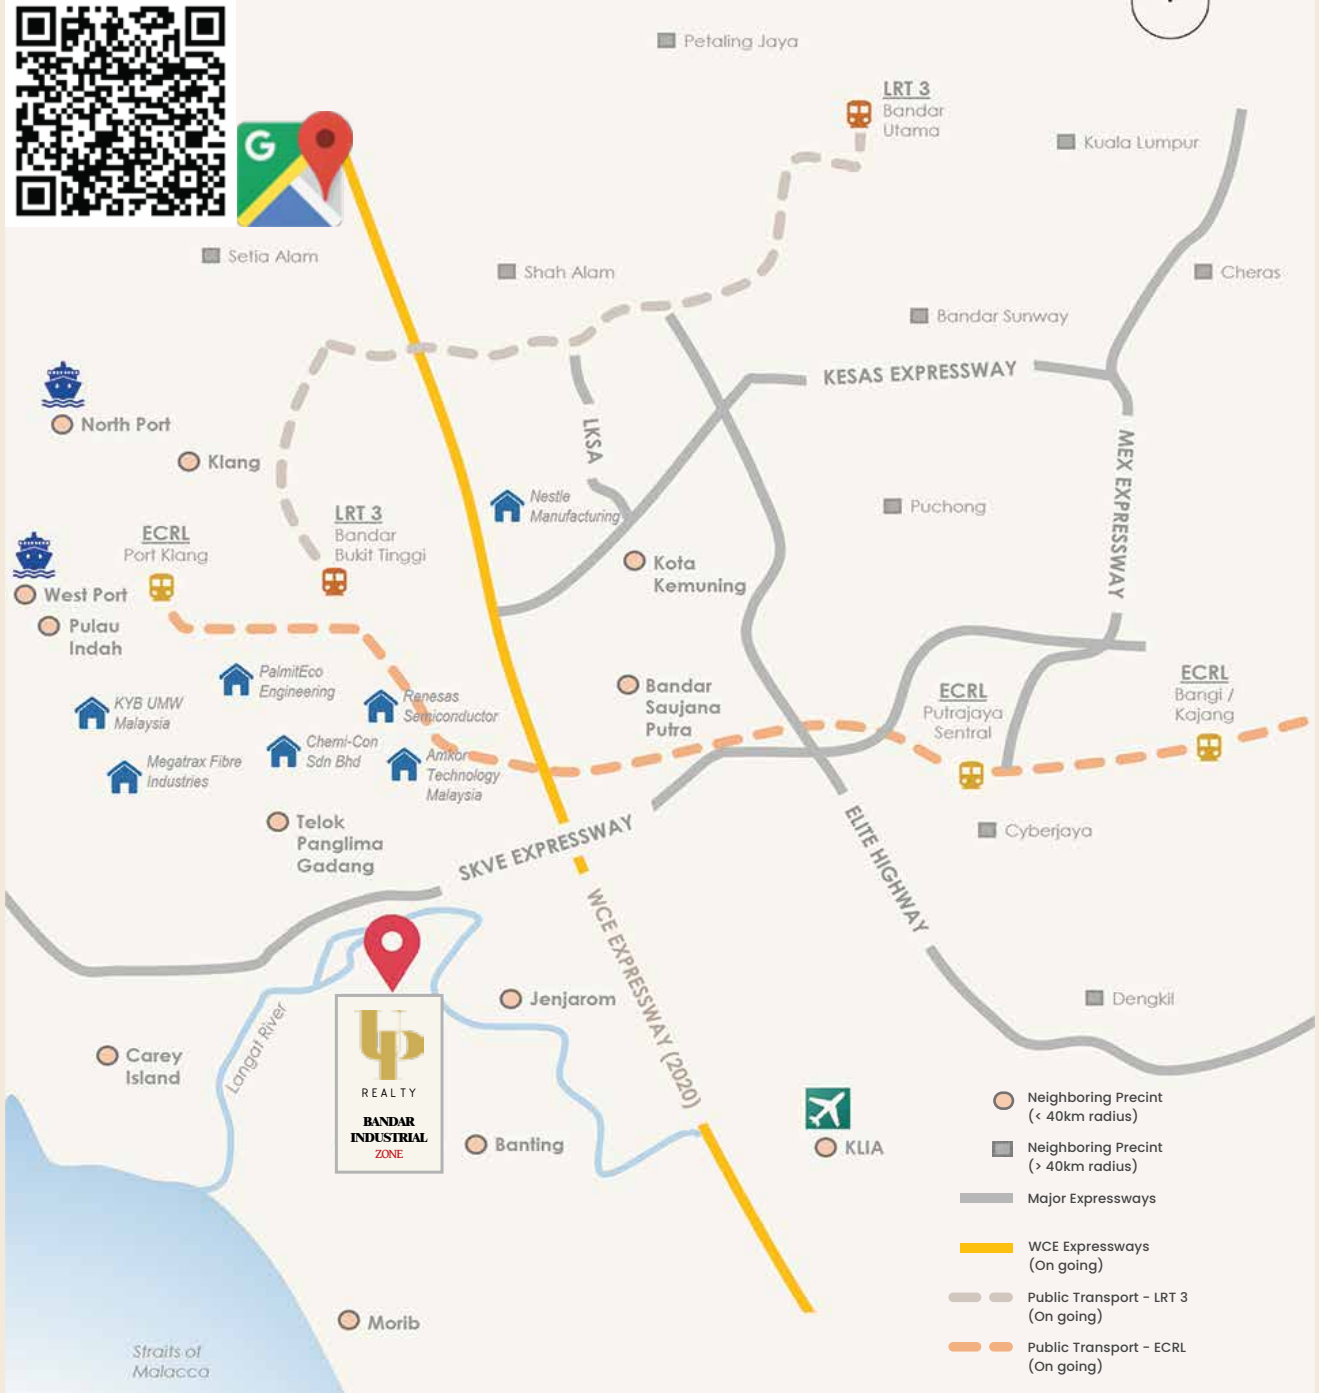 Petaling Jaya
LRT 3
Bandar
Utama
Kuala Lumpur
G
Setia Alam
Shah Alam
Cheras
Bandar Sunway
KESAS EXPRESSWAY
North Port
LKSA
MEX EXPRESSWAY
Klang
Nestle
Manufacturing
Puchong
LRT 3
Bandar
Bukit Tinggi
ECRL
Port Klang
Kota
Kemuning
West Port
Pulau
Indah
PalmitEco
Engineering
Renesas
Semiconductor
KYB UMW
Malaysia
Bandar
Saujana
Putra
ECRL
Putrajaya
Sentral
ECRL
Bangi /
Kajang
Chemi-Con
Sdn Bhd
Amkor
Technology
Malaysia
Megatrax Fibre
Industries
Telok
Panglima
Gadang
SKVE EXPRESSWAY
ELITE HIGHWAY
Cyberjaya
WCE EXPRESSWAY (2020)
Jenjarom
Dengkil
Langat River
Carey
Island
up
REALTY
BANDAR
INDUSTRIAL
ZONE
Banting
KLIA
Neighboring Precint
(< 40km radius)
Neighboring Precint
(> 40km radius)
Major Expressways
WCE Expressways
(On going)
Public Transport - LRT 3
(On going)
Public Transport - ECRL
(On going)
Morib
Straits of
Malacca